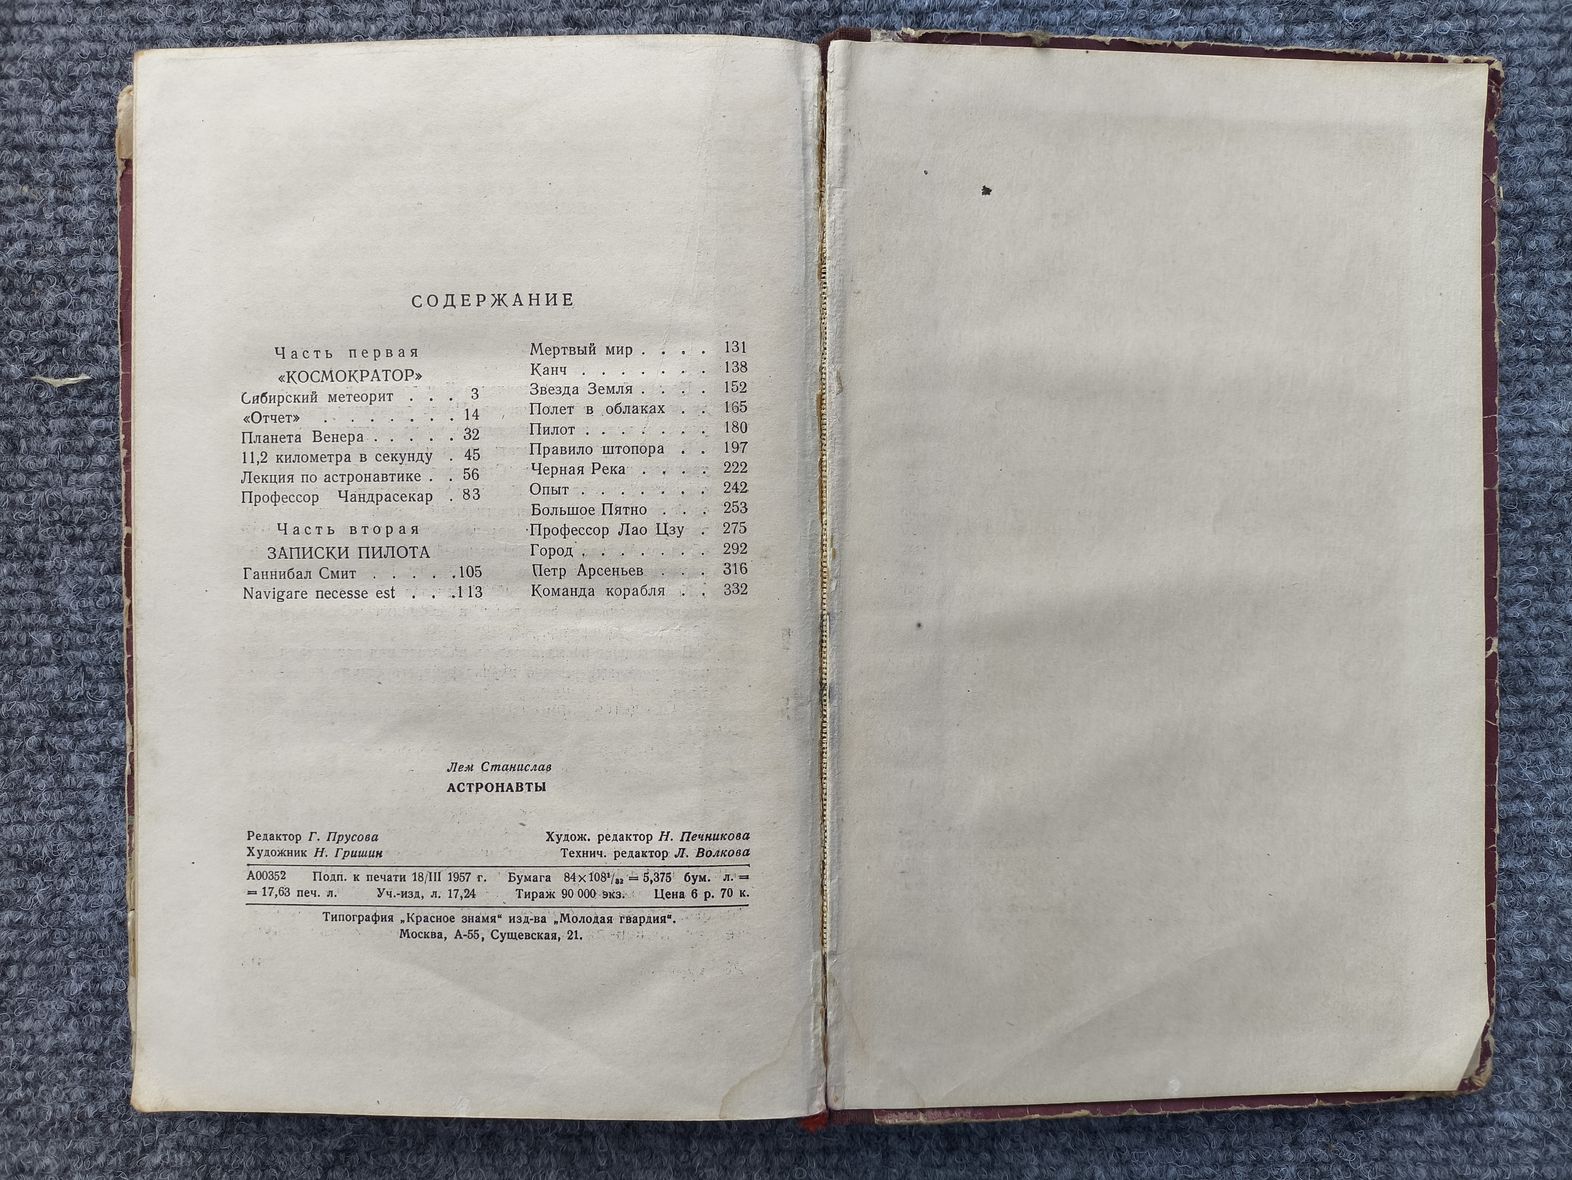 СОДЕРЖАНИЕ
Часть первая
«КОСМОКРАТОР»
Сибирский метеорит . . . 3
«Отчет» . . . . . . . 14
Планета Венера . . . . . 32
11,2 километра в секунду . 45
Лекция по астронавтике . . 56
Профессор Чандрасекар . 83
Часть вторая
ЗАПИСКИ ПИЛОТА
Ганнибал Смит . . . . . 105
Navigare necesse est . . . 113
Мертвый мир . . . . 131
Канч . . . . . . . 138
Звезда Земля . . . . 152
Полет в облаках . . 165
Пилот . . . . . . . 180
Правило штопора . . 197
Черная Река . . . . 222
Опыт . . . . . . . 242
Большое Пятно . . . 253
Профессор Лао Цзу . 275
Город . . . . . . . 292
Петр Арсеньев . . . 316
Команда корабля . . 332
Лем Станислав
АСТРОНАВТЫ
Редактор Г. Прусова Худож. редактор Н. Печникова
Художник Н. Гришин Технич. редактор Л. Волкова
А00352 Подп. к печати 18/III 1957 г. Бумага 84×108¹/₃₂ = 5,375 бум. л. =
= 17,63 печ. л. Уч.-изд, л. 17,24 Тираж 90 000 экз. Цена 6 р. 70 к.
Типография „Красное знамя“ изд-ва „Молодая гвардия“.
Москва, А-55, Сущевская, 21.